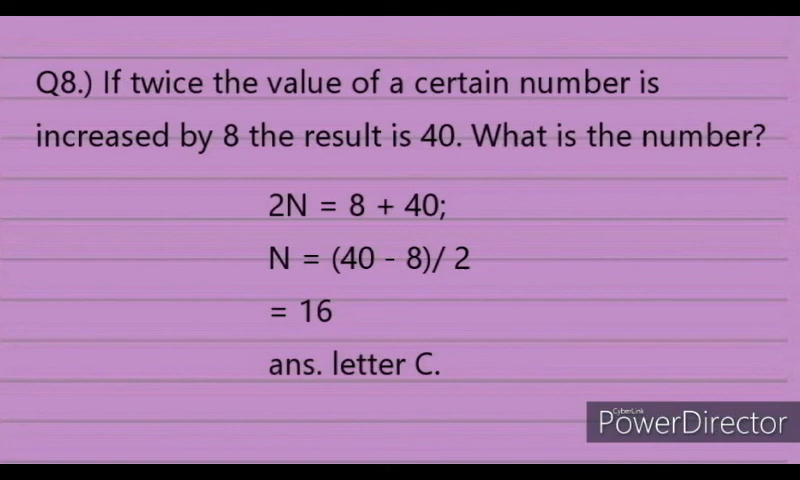 Q8.) If twice the value of a certain number is
increased by 8 the result is 40. What is the number?
2N = 8 + 40;
N = (40 - 8)/ 2
= 16
ans. letter C.
CyberLink
PowerDirector